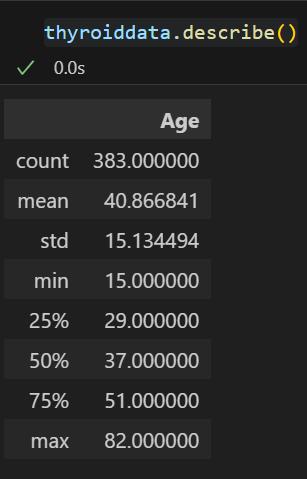 thyroiddata.describe()
0.0s
Age
count 383.000000
mean 40.866841
std 15.134494
min 15.000000
25% 29.000000
50% 37.000000
75% 51.000000
max 82.000000